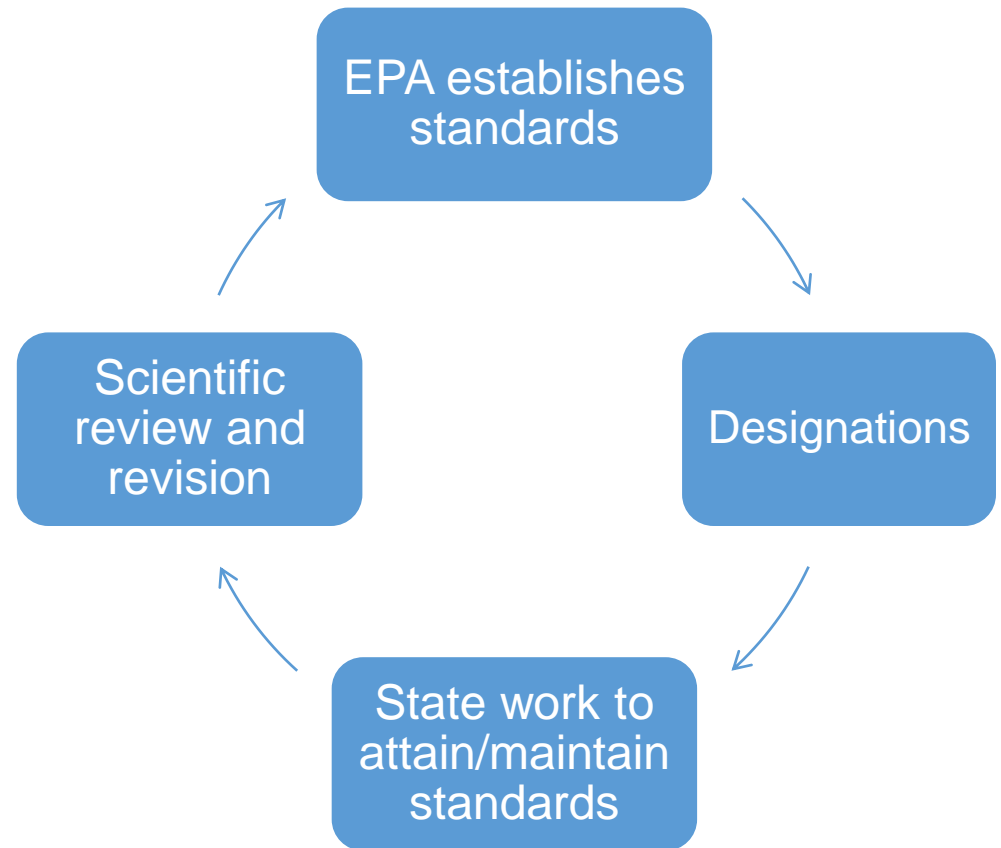 EPA establishes
standards
Designations
State work to
attain/maintain
standards
Scientific
review and
revision